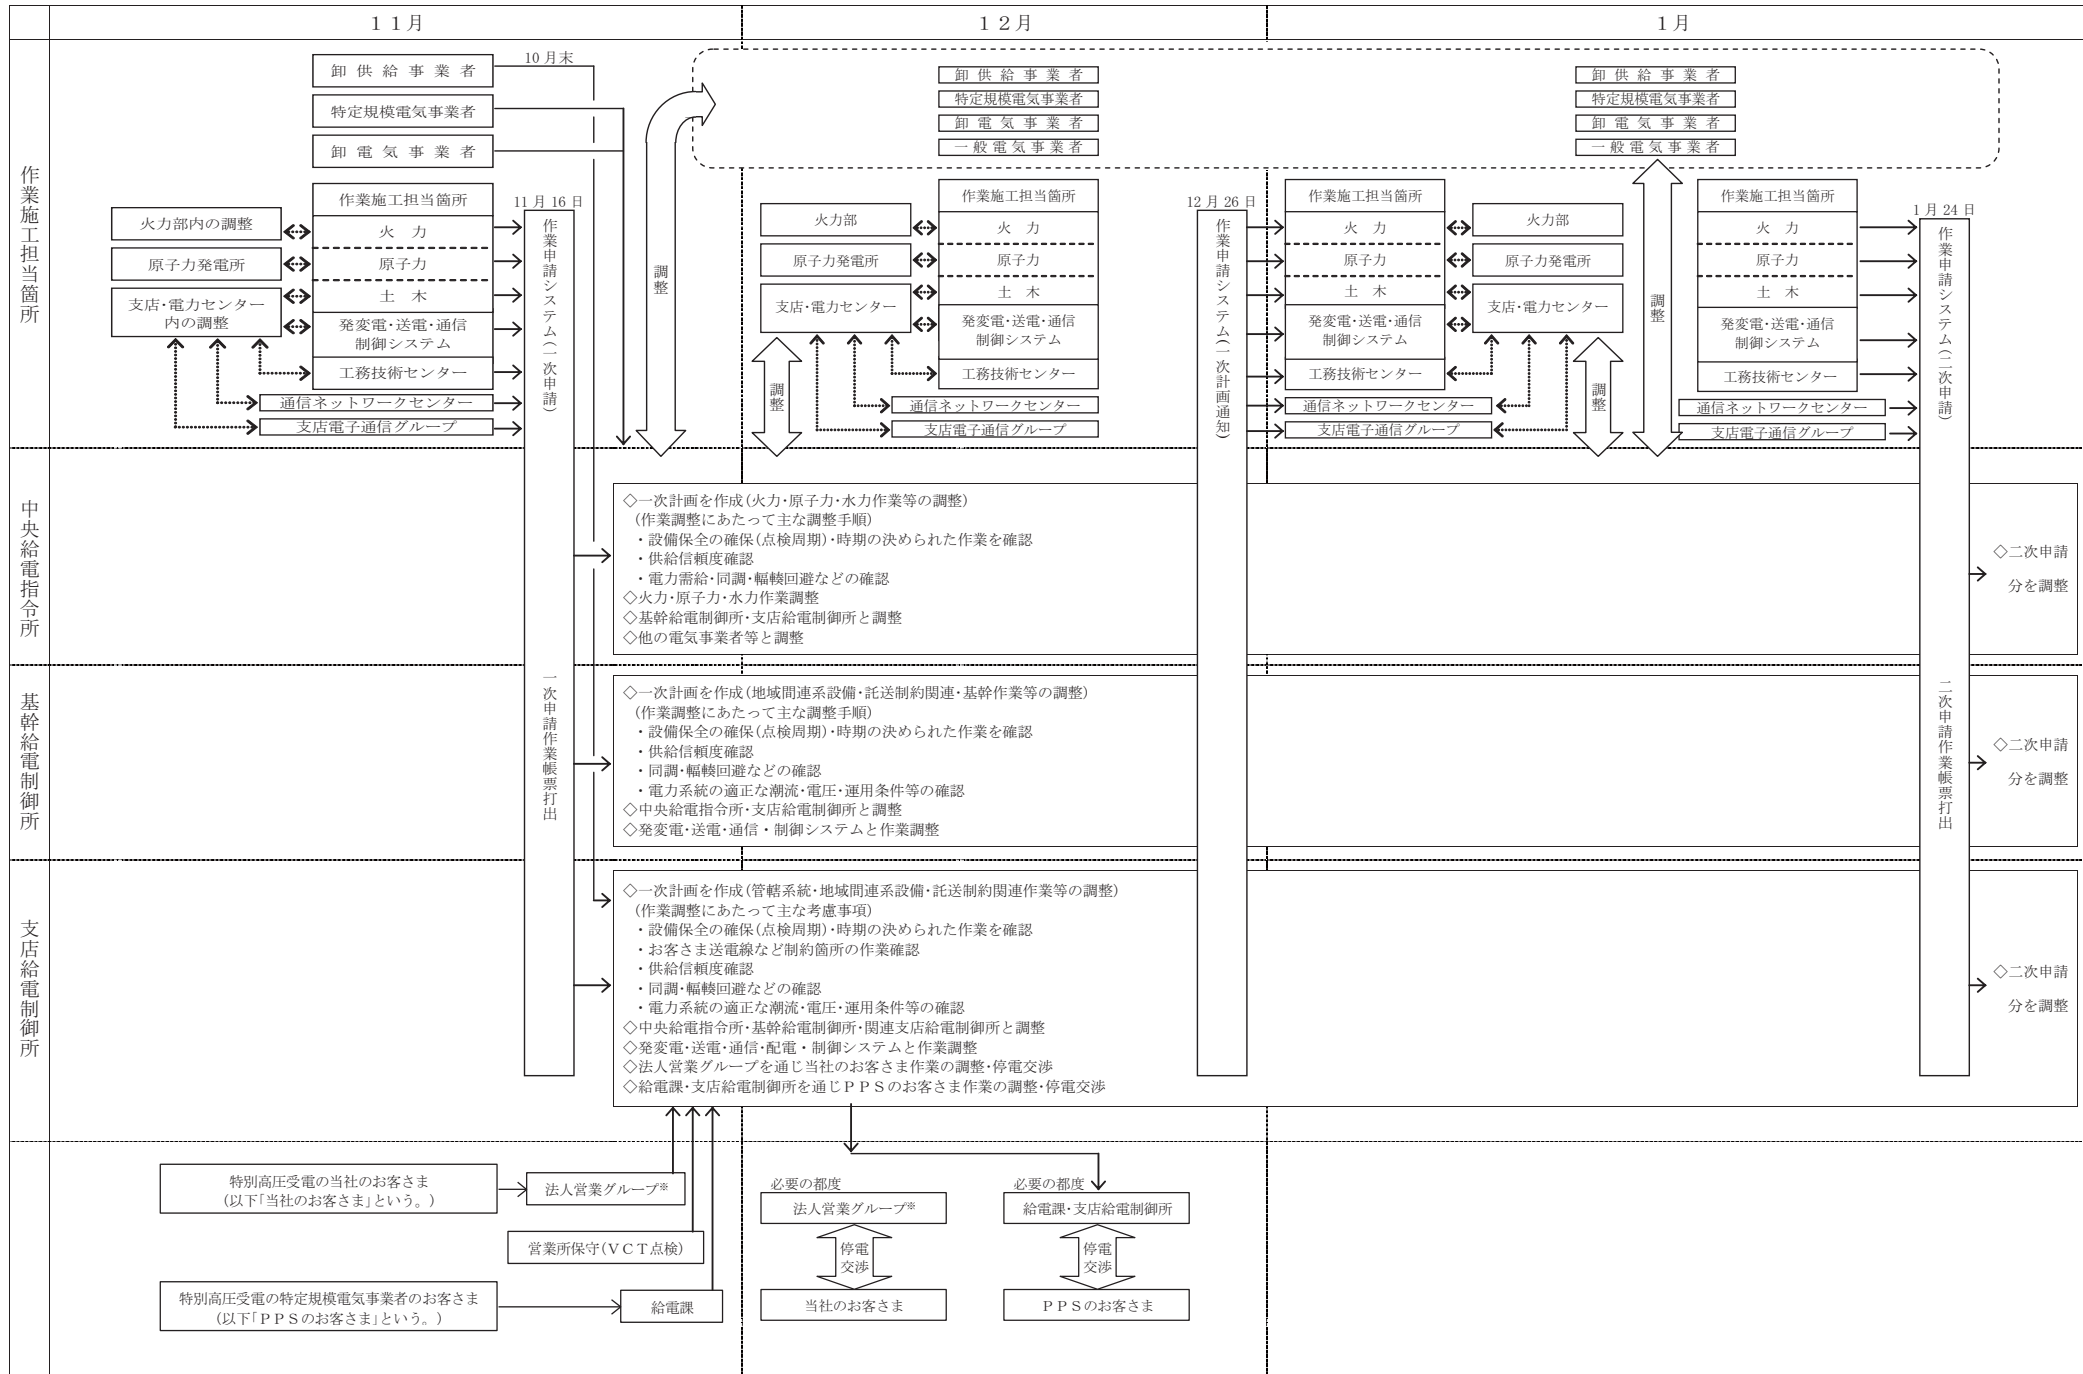 11月
12月
1月
作業施工担当箇所
卸供給事業者
10月末
特定規模電気事業者
卸電気事業者
作業施工担当箇所
火力部内の調整
火力
原子力発電所
原子力
支店・電力センター
内の調整
土木
発変電・送電・通信
制御システム
工務技術センター
通信ネットワークセンター
支店電子通信グループ
11月16日
作業申請システム(一次申請)
一次申請作業帳票打出
調整
卸供給事業者
特定規模電気事業者
卸電気事業者
一般電気事業者
作業施工担当箇所
火力部
火力
原子力発電所
原子力
支店・電力センター
土木
発変電・送電・通信
制御システム
工務技術センター
調整
通信ネットワークセンター
支店電子通信グループ
12月26日
作業申請システム(一次計画通知)
卸供給事業者
特定規模電気事業者
卸電気事業者
一般電気事業者
作業施工担当箇所
火力
火力部
原子力
原子力発電所
土木
支店・電力センター
発変電・送電・通信
制御システム
工務技術センター
通信ネットワークセンター
支店電子通信グループ
調整
調整
作業施工担当箇所
火力
原子力
土木
発変電・送電・通信
制御システム
工務技術センター
通信ネットワークセンター
支店電子通信グループ
1月24日
作業申請システム(二次申請)
二次申請作業帳票打出
中央給電指令所
◇一次計画を作成(火力・原子力・水力作業等の調整)
(作業調整にあたって主な調整手順)
・設備保全の確保(点検周期)・時期の決められた作業を確認
・供給信頼度確認
・電力需給・同調・輻輳回避などの確認
◇火力・原子力・水力作業調整
◇基幹給電制御所・支店給電制御所と調整
◇他の電気事業者等と調整
◇二次申請
分を調整
基幹給電制御所
◇一次計画を作成(地域間連系設備・託送制約関連・基幹作業等の調整)
(作業調整にあたって主な調整手順)
・設備保全の確保(点検周期)・時期の決められた作業を確認
・供給信頼度確認
・同調・輻輳回避などの確認
・電力系統の適正な潮流・電圧・運用条件等の確認
◇中央給電指令所・支店給電制御所と調整
◇発変電・送電・通信・制御システムと作業調整
◇二次申請
分を調整
支店給電制御所
◇一次計画を作成(管轄系統・地域間連系設備・託送制約関連作業等の調整)
(作業調整にあたって主な考慮事項)
・設備保全の確保(点検周期)・時期の決められた作業を確認
・お客さま送電線など制約箇所の作業確認
・供給信頼度確認
・同調・輻輳回避などの確認
・電力系統の適正な潮流・電圧・運用条件等の確認
◇中央給電指令所・基幹給電制御所・関連支店給電制御所と調整
◇発変電・送電・通信・配電・制御システムと作業調整
◇法人営業グループを通じ当社のお客さま作業の調整・停電交渉
◇給電課・支店給電制御所を通じPPSのお客さま作業の調整・停電交渉
◇二次申請
分を調整
特別高圧受電の当社のお客さま
(以下「当社のお客さま」という。)
法人営業グループ※
営業所保守(VCT点検)
特別高圧受電の特定規模電気事業者のお客さま
(以下「PPSのお客さま」という。)
給電課
必要の都度
法人営業グループ※
停電
交渉
当社のお客さま
必要の都度
給電課・支店給電制御所
停電
交渉
PPSのお客さま